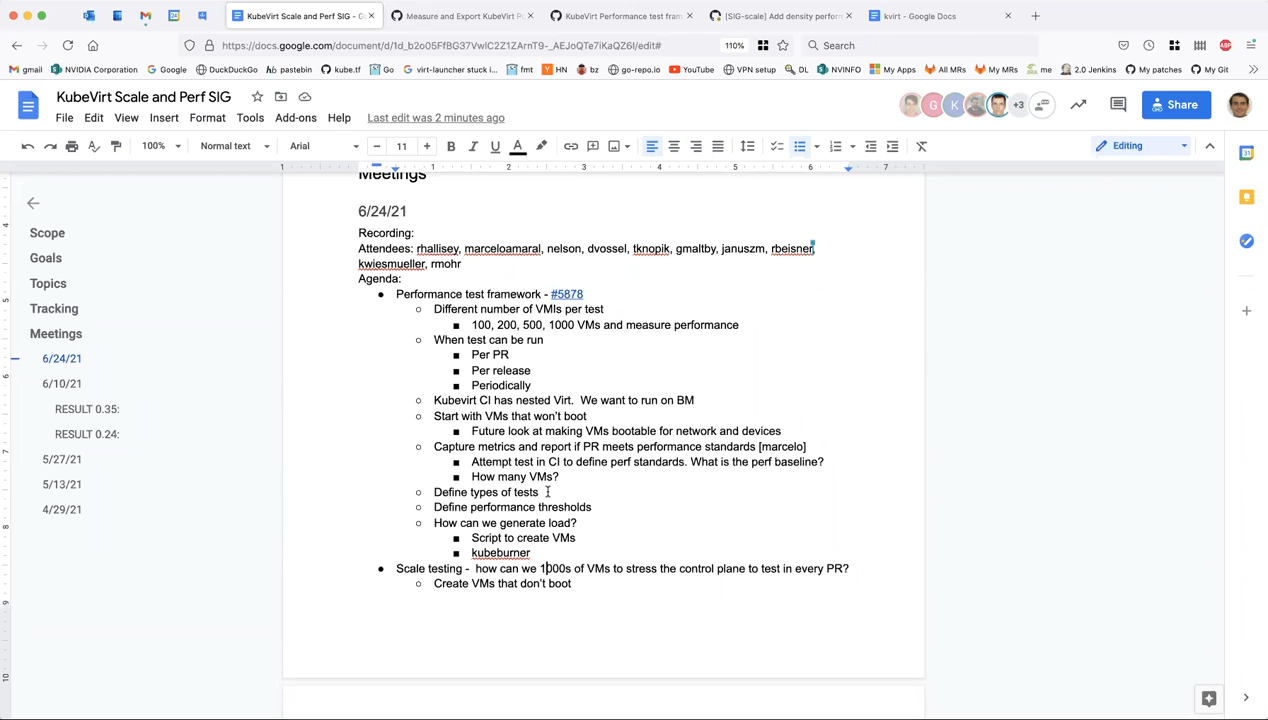 KubeVirt Scale and Perf SIG - G
Measure and Export KubeVirt P
KubeVirt Performance test fram
[SIG-scale] Add density perform
kvirt - Google Docs
https://docs.google.com/document/d/1d_b2o05FfBG37VwlC2Z1ZArnT9-_AEJoQTe7iKaQZ6I/edit#
110%
Search
gmail
NVIDIA Corporation
Google
DuckDuckGo
pastebin
kube.tf
Go
virt-launcher stuck ic...
fmt
HN
bz
go-repo.io
YouTube
VPN setup
DL
NVINFO
My Apps
All MRs
My MRs
me
2.0 Jenkins
My patches
My Git
KubeVirt Scale and Perf SIG
File Edit View Insert Format Tools Add-ons Help Last edit was 2 minutes ago
G
K
+3
Share
100%
Normal text
Arial
11
Editing
1 1 2 3 4 5 6 7
Scope
Goals
Topics
Tracking
Meetings
6/24/21
6/10/21
RESULT 0.35:
RESULT 0.24:
5/27/21
5/13/21
4/29/21
Meetings
6/24/21
Recording:
Attendees: rhallisey, marceloamaral, nelson, dvossel, tknopik, gmaltby, januszm, rbeisner,
kwiesmueller, rmohr
Agenda:
Performance test framework - #5878
Different number of VMIs per test
100, 200, 500, 1000 VMs and measure performance
When test can be run
Per PR
Per release
Periodically
Kubevirt CI has nested Virt.  We want to run on BM
Start with VMs that won't boot
Future look at making VMs bootable for network and devices
Capture metrics and report if PR meets performance standards [marcelo]
Attempt test in CI to define perf standards. What is the perf baseline?
How many VMs?
Define types of tests
Define performance thresholds
How can we generate load?
Script to create VMs
kubeburner
Scale testing -  how can we 1000s of VMs to stress the control plane to test in every PR?
Create VMs that don't boot